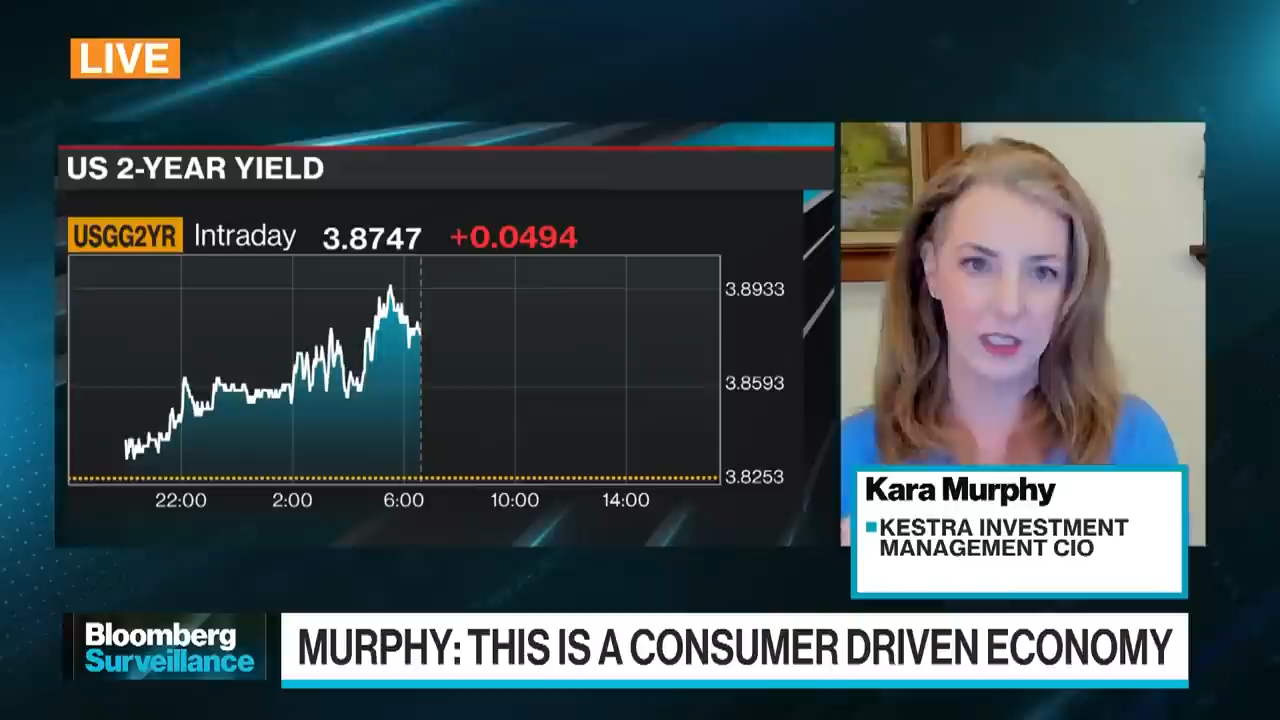 LIVE
US 2-YEAR YIELD
USGG2YR Intraday 3.8747 +0.0494
3.8933
3.8593
3.8253
22:00 2:00 6:00 10:00 14:00
Kara Murphy
KESTRA INVESTMENT
MANAGEMENT CIO
Bloomberg
Surveillance
MURPHY: THIS IS A CONSUMER DRIVEN ECONOMY